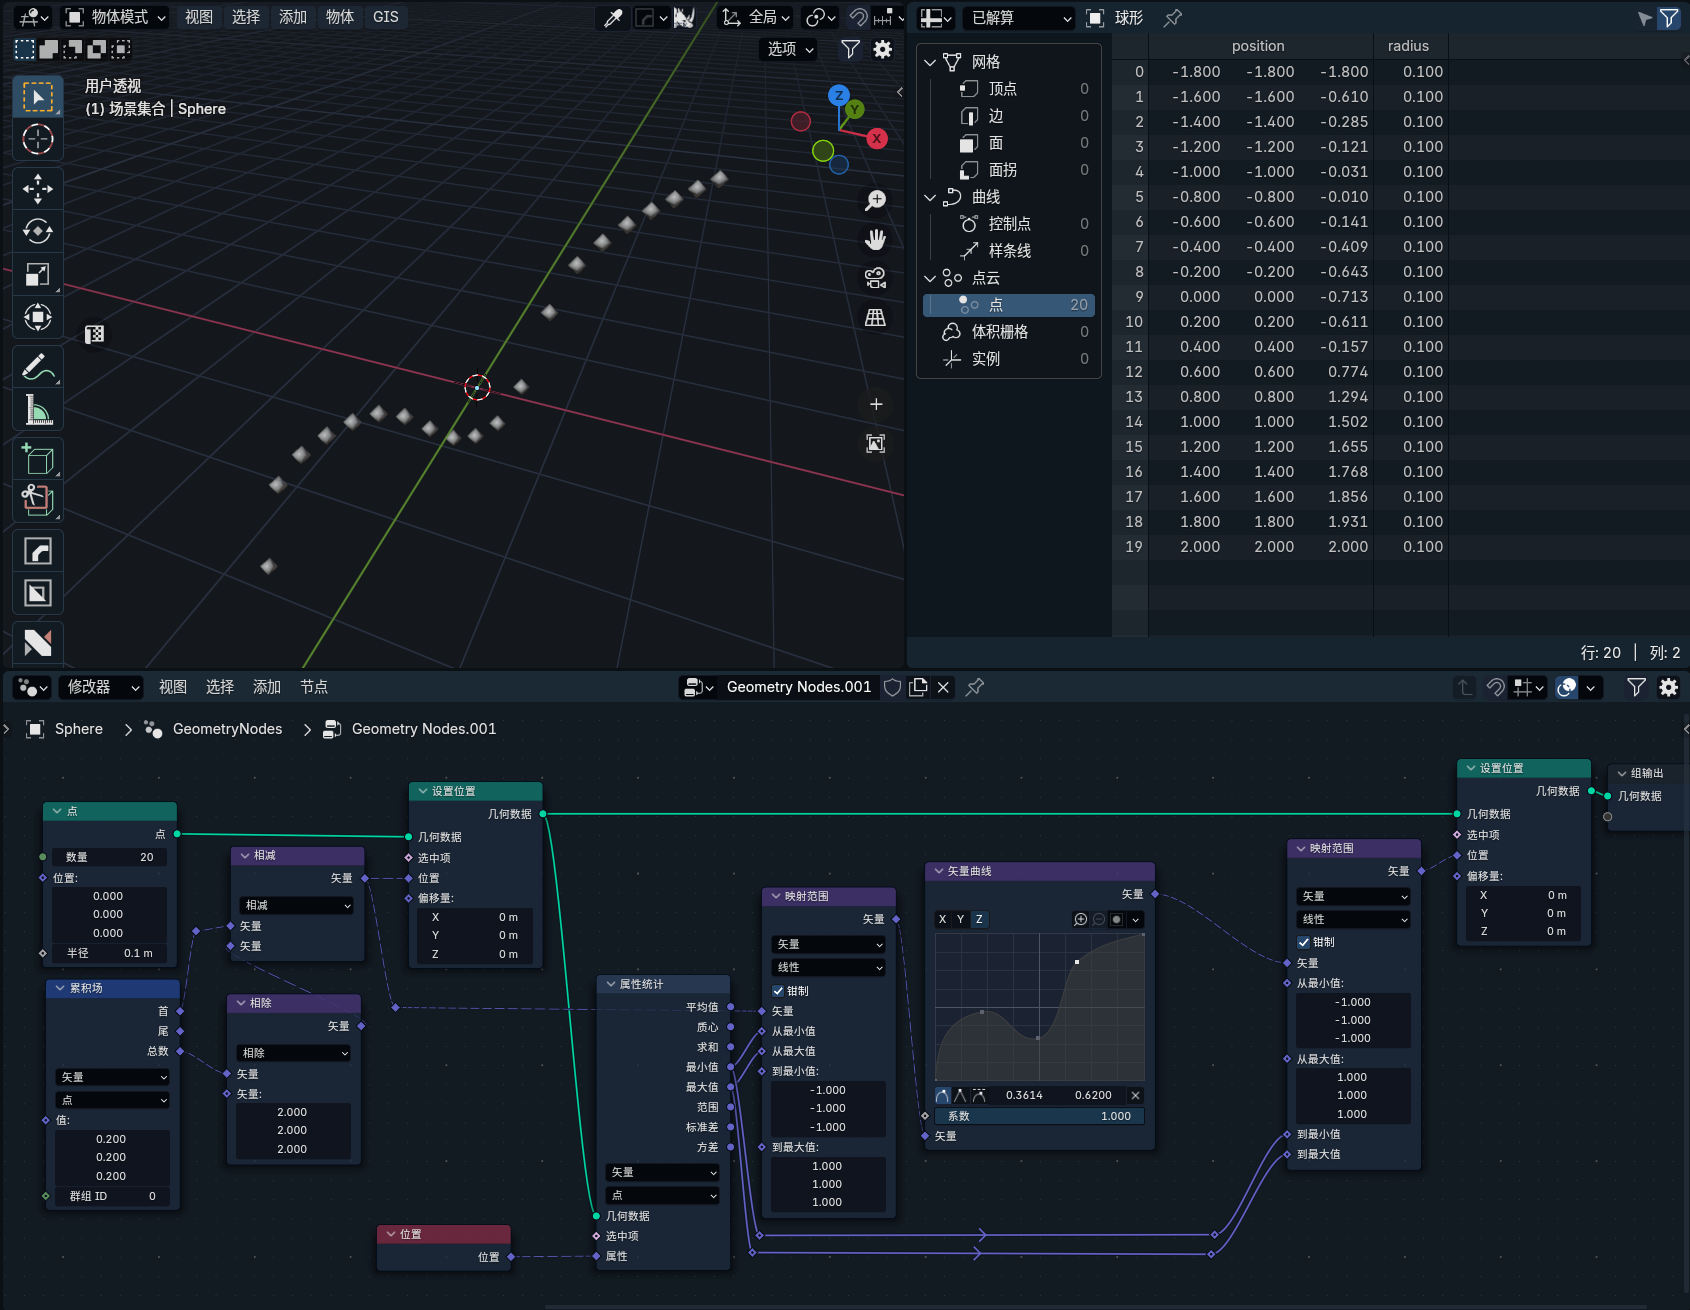 物体模式 视图 选择 添加 物体 GIS 全局
选项
用户透视
(1) 场景集合 | Sphere
Z
Y
X
已解算 球形
网格
顶点 0
边 0
面 0
面拐 0
曲线
控制点 0
样条线 0
点云
点 20
体积栅格 0
实例 0
position radius
0 -1.800 -1.800 -1.800 0.100
1 -1.600 -1.600 -0.610 0.100
2 -1.400 -1.400 -0.285 0.100
3 -1.200 -1.200 -0.121 0.100
4 -1.000 -1.000 -0.031 0.100
5 -0.800 -0.800 -0.010 0.100
6 -0.600 -0.600 -0.141 0.100
7 -0.400 -0.400 -0.409 0.100
8 -0.200 -0.200 -0.643 0.100
9 0.000 0.000 -0.713 0.100
10 0.200 0.200 -0.611 0.100
11 0.400 0.400 -0.157 0.100
12 0.600 0.600 0.774 0.100
13 0.800 0.800 1.294 0.100
14 1.000 1.000 1.502 0.100
15 1.200 1.200 1.655 0.100
16 1.400 1.400 1.768 0.100
17 1.600 1.600 1.856 0.100
18 1.800 1.800 1.931 0.100
19 2.000 2.000 2.000 0.100
行: 20 | 列: 2
修改器 视图 选择 添加 节点 Geometry Nodes.001
Sphere GeometryNodes Geometry Nodes.001
点
点
数量 20
位置:
0.000
0.000
0.000
半径 0.1 m
累积场
首
尾
总数
矢量
点
值:
0.200
0.200
0.200
群组 ID 0
相减
矢量
相减
矢量
矢量
相除
矢量
相除
矢量
矢量:
2.000
2.000
2.000
设置位置
几何数据
几何数据
选中项
位置
偏移量:
X 0 m
Y 0 m
Z 0 m
位置
位置
属性统计
平均值
质心
求和
最小值
最大值
范围
标准差
方差
矢量
点
几何数据
选中项
属性
映射范围
矢量
矢量
线性
钳制
矢量
从最小值
从最大值
到最小值:
-1.000
-1.000
-1.000
到最大值:
1.000
1.000
1.000
矢量曲线
矢量
X Y Z
0.3614 0.6200
系数 1.000
矢量
映射范围
矢量
矢量
线性
钳制
矢量
从最小值:
-1.000
-1.000
-1.000
从最大值:
1.000
1.000
1.000
到最小值
到最大值
设置位置
几何数据
几何数据
选中项
位置
偏移量:
X 0 m
Y 0 m
Z 0 m
组输出
几何数据